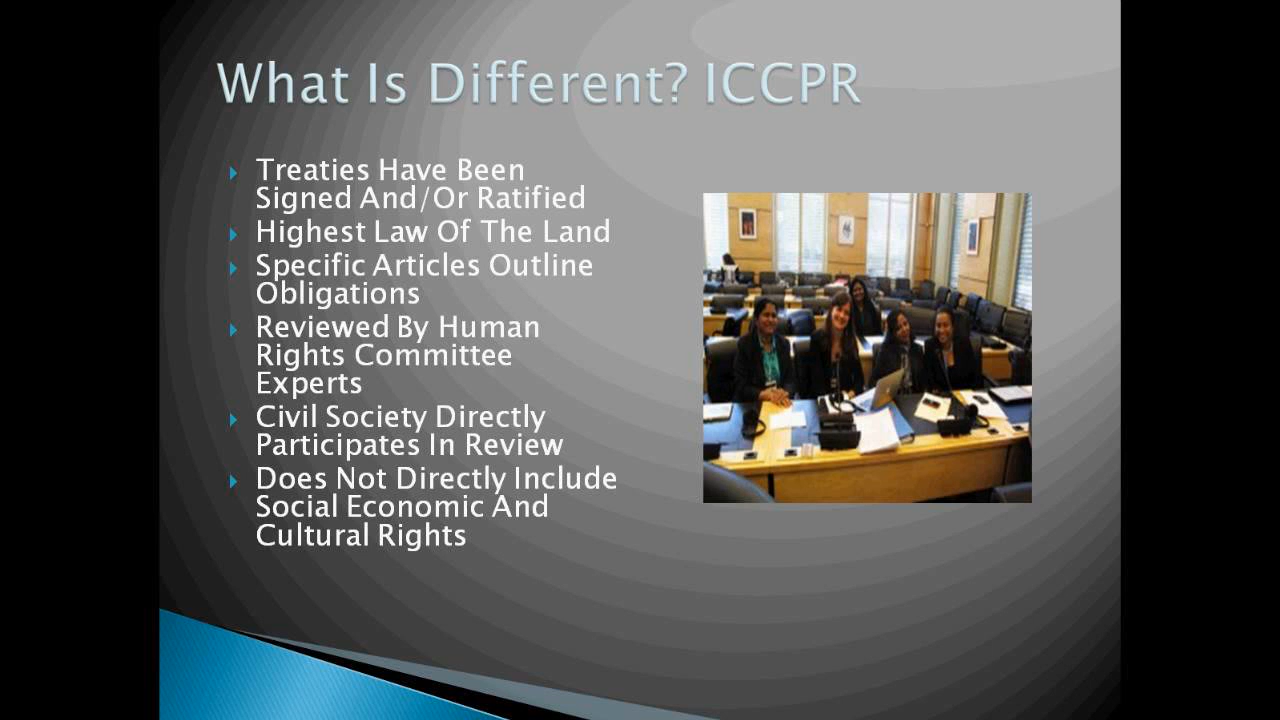 What Is Different? ICCPR
Treaties Have Been
Signed And/Or Ratified
Highest Law Of The Land
Specific Articles Outline
Obligations
Reviewed By Human
Rights Committee
Experts
Civil Society Directly
Participates In Review
Does Not Directly Include
Social Economic And
Cultural Rights